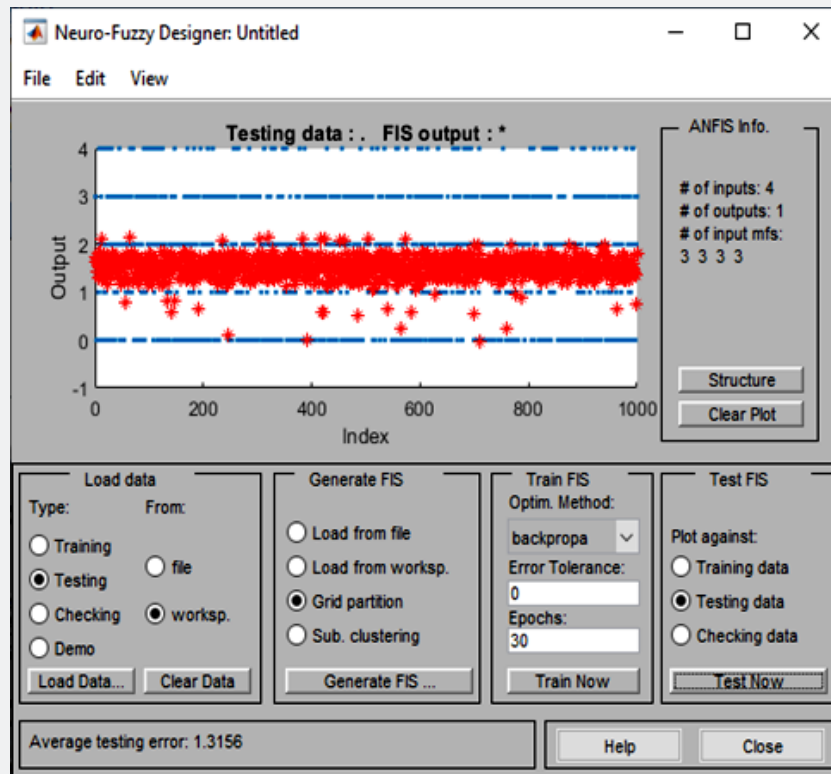 Neuro-Fuzzy Designer: Untitled
File Edit View
Testing data : . FIS output : *
4
3
2
1
0
-1
Output
0 200 400 600 800 1000
Index
ANFIS Info.
# of inputs: 4
# of outputs: 1
# of input mfs:
3 3 3 3
Structure
Clear Plot
Load data
Type: From:
Training
Testing
Checking
Demo
file
worksp.
Load Data...
Clear Data
Generate FIS
Load from file
Load from worksp.
Grid partition
Sub. clustering
Generate FIS ...
Train FIS
Optim. Method:
backpropa
Error Tolerance:
0
Epochs:
30
Train Now
Test FIS
Plot against:
Training data
Testing data
Checking data
Test Now
Average testing error: 1.3156
Help
Close